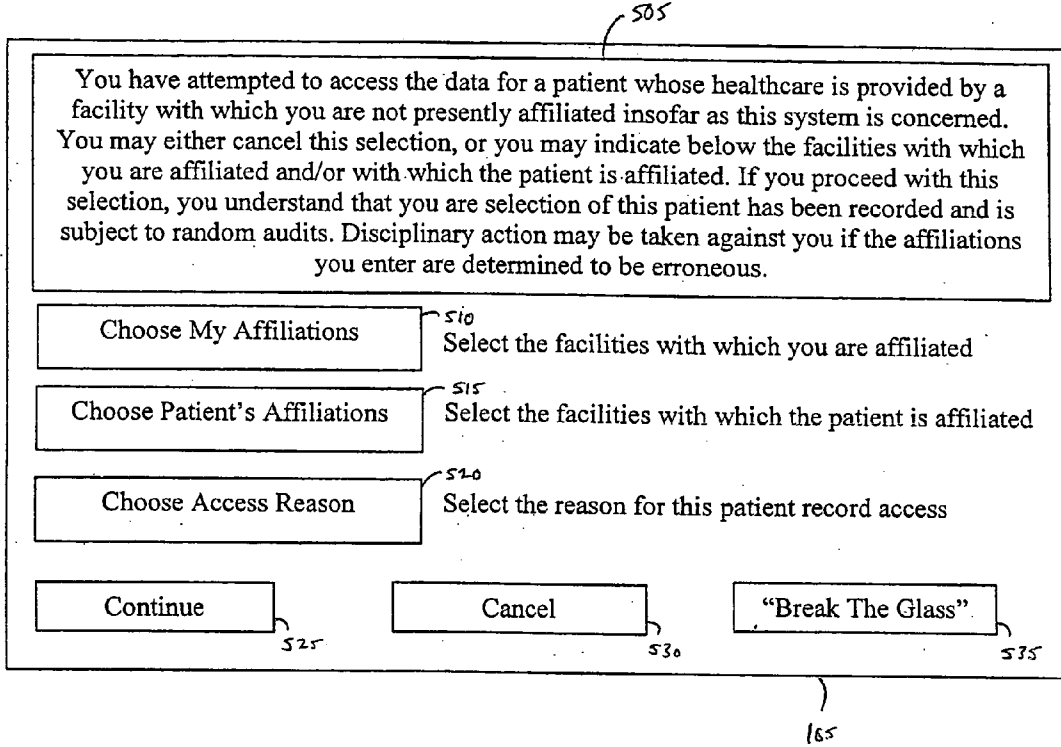 505
You have attempted to access the data for a patient whose healthcare is provided by a
facility with which you are not presently affiliated insofar as this system is concerned.
You may either cancel this selection, or you may indicate below the facilities with which
you are affiliated and/or with which the patient is affiliated. If you proceed with this
selection, you understand that you are selection of this patient has been recorded and is
subject to random audits. Disciplinary action may be taken against you if the affiliations
you enter are determined to be erroneous.
Choose My Affiliations
510
Select the facilities with which you are affiliated
Choose Patient's Affiliations
515
Select the facilities with which the patient is affiliated
Choose Access Reason
520
Select the reason for this patient record access
Continue
525
Cancel
530
"Break The Glass"
535
165